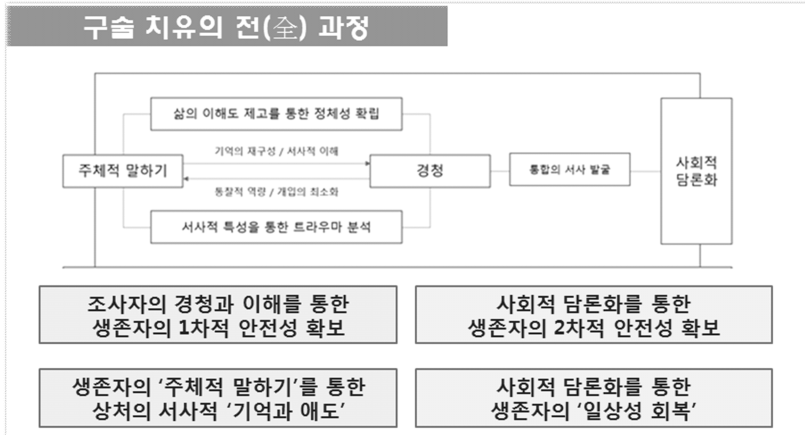 구술 치유의 전(全) 과정
삶의 이해도 제고를 통한 정체성 확립
기억의 재구성 / 서사적 이해
주체적 말하기
경청
통합의 서사 발굴
사회적
담론화
통찰적 역량 / 개입의 최소화
서사적 특성을 통한 트라우마 분석
조사자의 경청과 이해를 통한
생존자의 1차적 안전성 확보
사회적 담론화를 통한
생존자의 2차적 안전성 확보
생존자의 ‘주체적 말하기’를 통한
상처의 서사적 ‘기억과 애도’
사회적 담론화를 통한
생존자의 ‘일상성 회복’